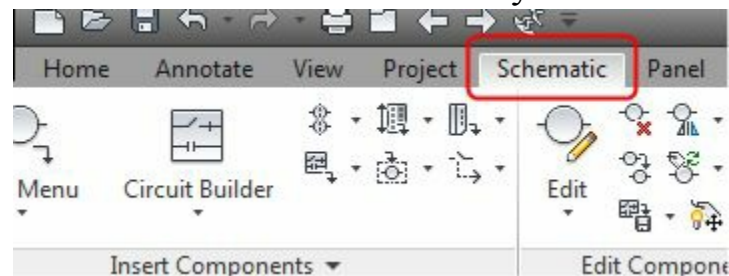 Home Annotate View Project Schematic Panel
Menu Circuit Builder Edit
Insert Components